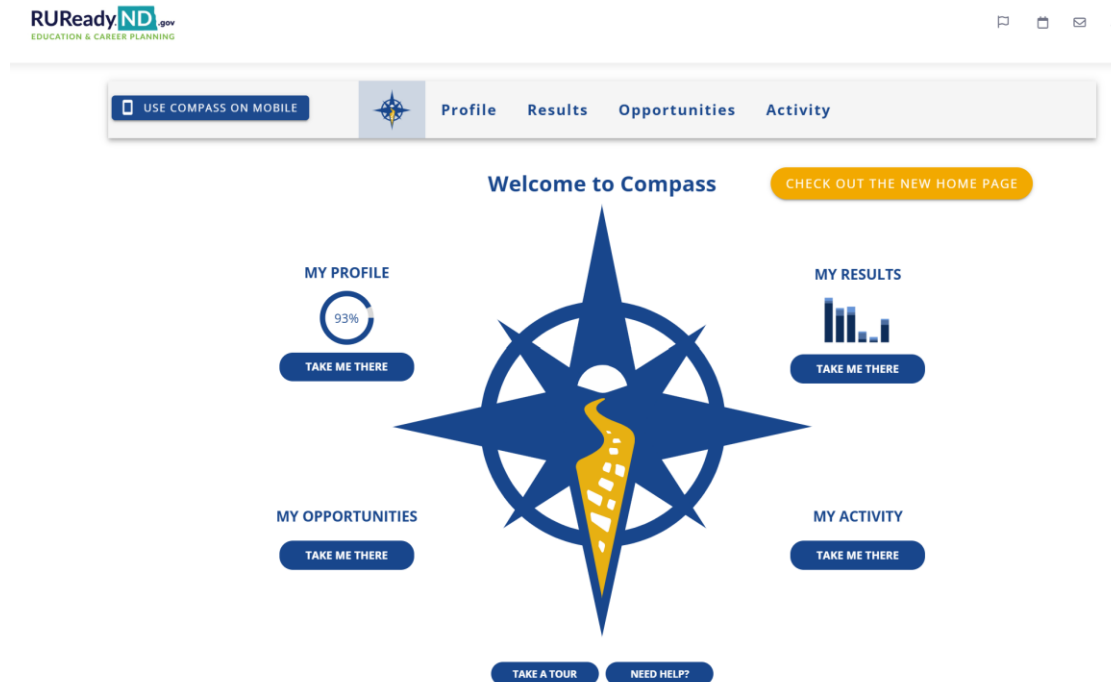 RUReady ND .gov
EDUCATION & CAREER PLANNING
USE COMPASS ON MOBILE
Profile Results Opportunities Activity
Welcome to Compass
CHECK OUT THE NEW HOME PAGE
MY PROFILE
93%
TAKE ME THERE
MY RESULTS
TAKE ME THERE
MY OPPORTUNITIES
TAKE ME THERE
MY ACTIVITY
TAKE ME THERE
TAKE A TOUR NEED HELP?